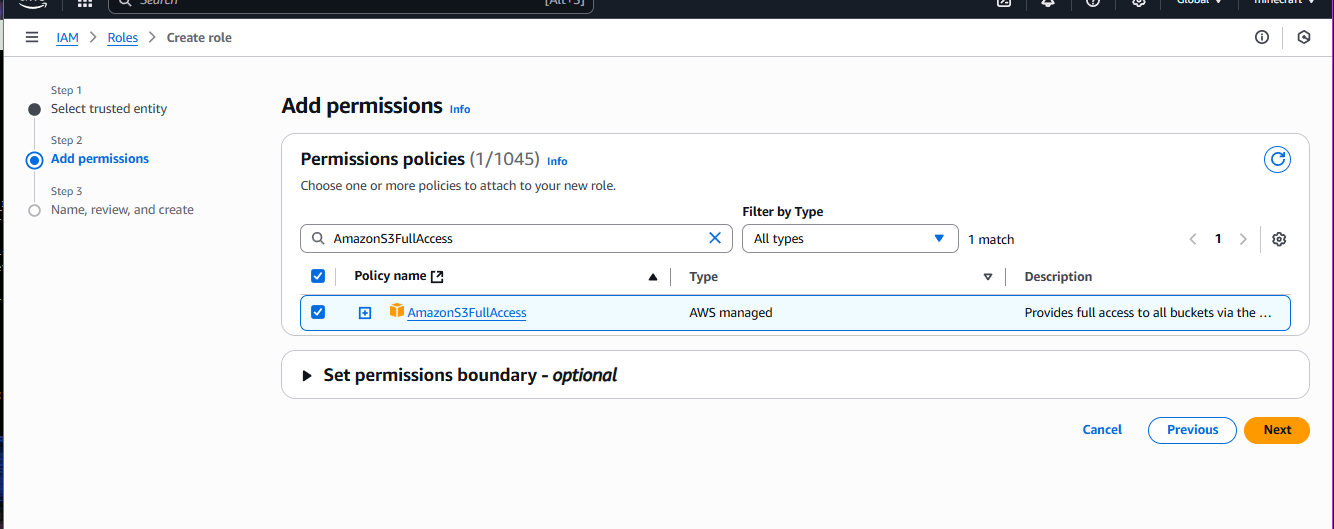 Search
[Alt+S]
Global
minecraft
IAM > Roles > Create role
Step 1
Select trusted entity
Step 2
Add permissions
Step 3
Name, review, and create
Add permissions Info
Permissions policies (1/1045) Info
Choose one or more policies to attach to your new role.
Filter by Type
AmazonS3FullAccess
All types
1 match
1
Policy name
Type
Description
AmazonS3FullAccess
AWS managed
Provides full access to all buckets via the ...
Set permissions boundary - optional
Cancel
Previous
Next